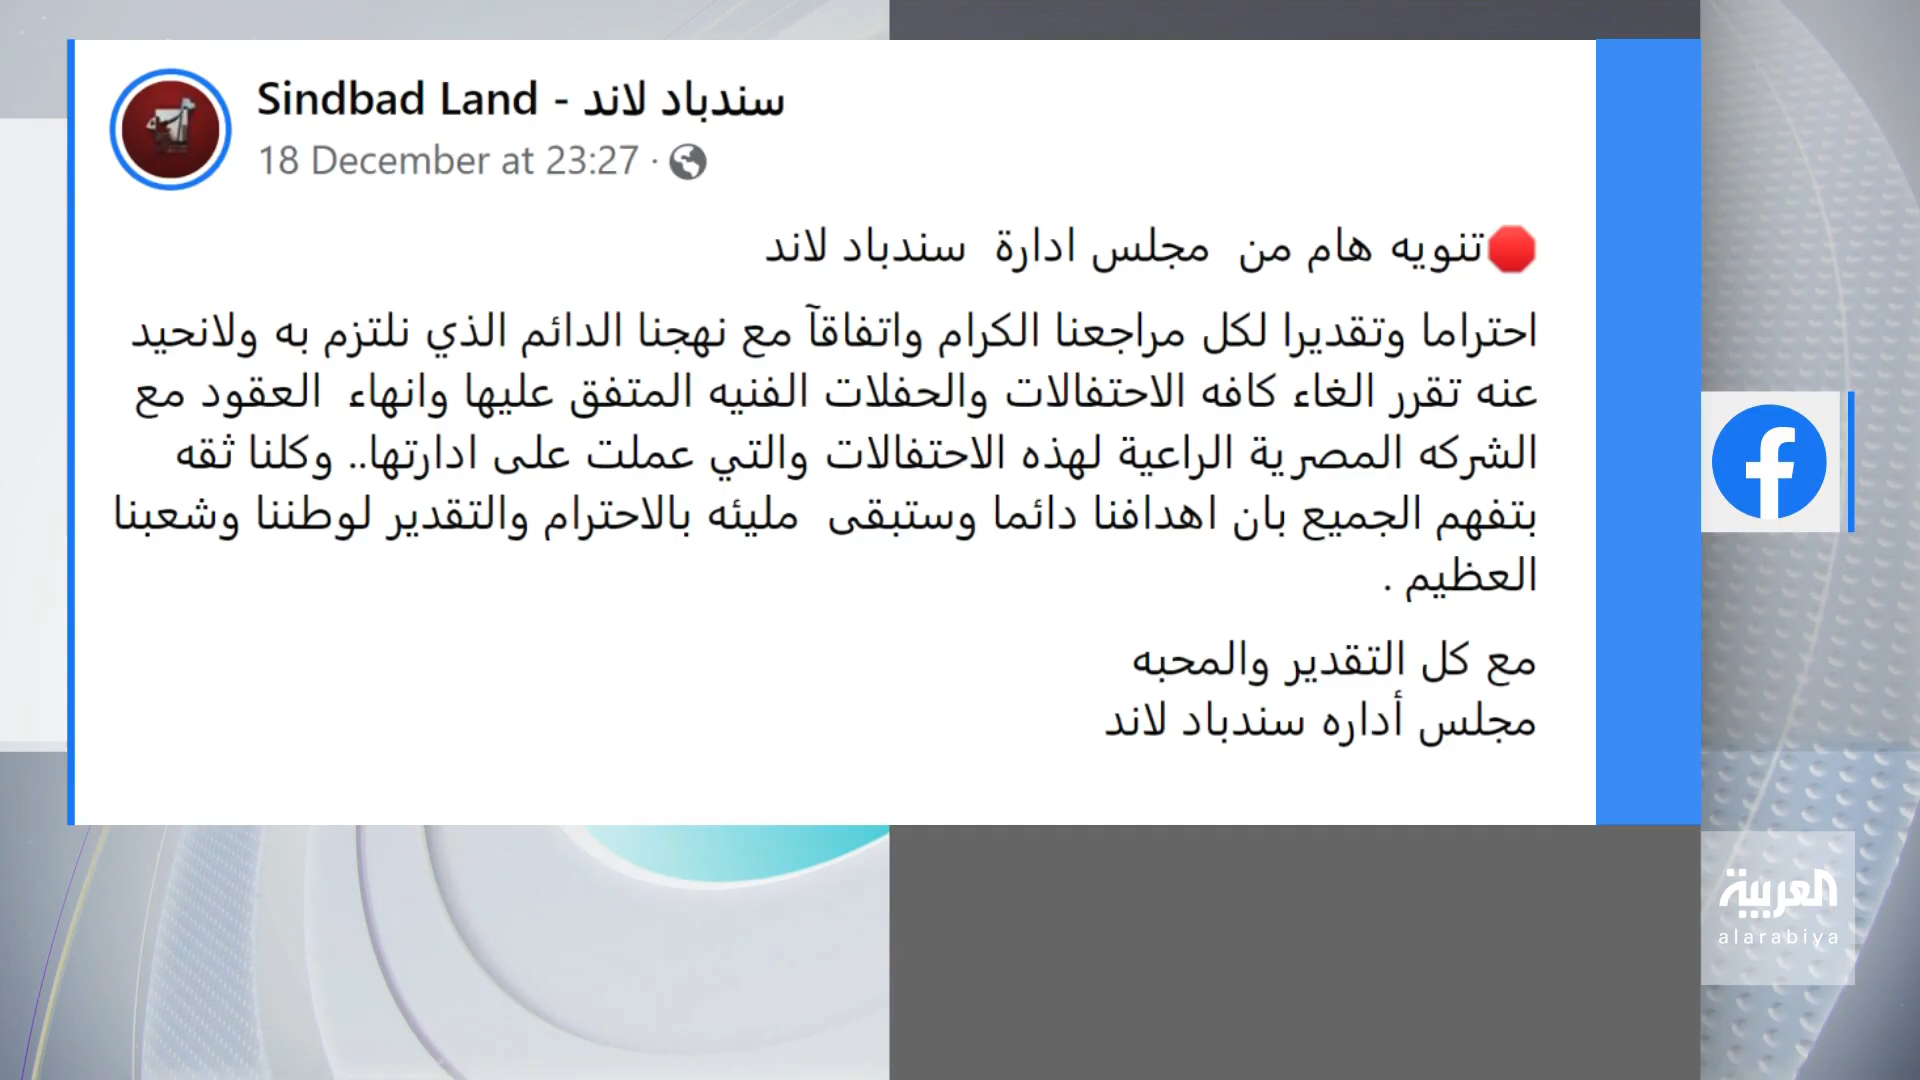 Sindbad Land - سندباد لاند
18 December at 23:27 ·
تنويه هام من مجلس ادارة سندباد لاند
احتراما وتقديرا لكل مراجعنا الكرام واتفاقآ مع نهجنا الدائم الذي نلتزم به ولانحيد
عنه تقرر الغاء كافه الاحتفالات والحفلات الفنيه المتفق عليها وانهاء العقود مع
الشركه المصرية الراعية لهذه الاحتفالات والتي عملت على ادارتها.. وكلنا ثقه
بتفهم الجميع بان اهدافنا دائما وستبقى مليئه بالاحترام والتقدير لوطننا وشعبنا
العظيم .
مع كل التقدير والمحبه
مجلس أداره سندباد لاند
العربية
alarabiya